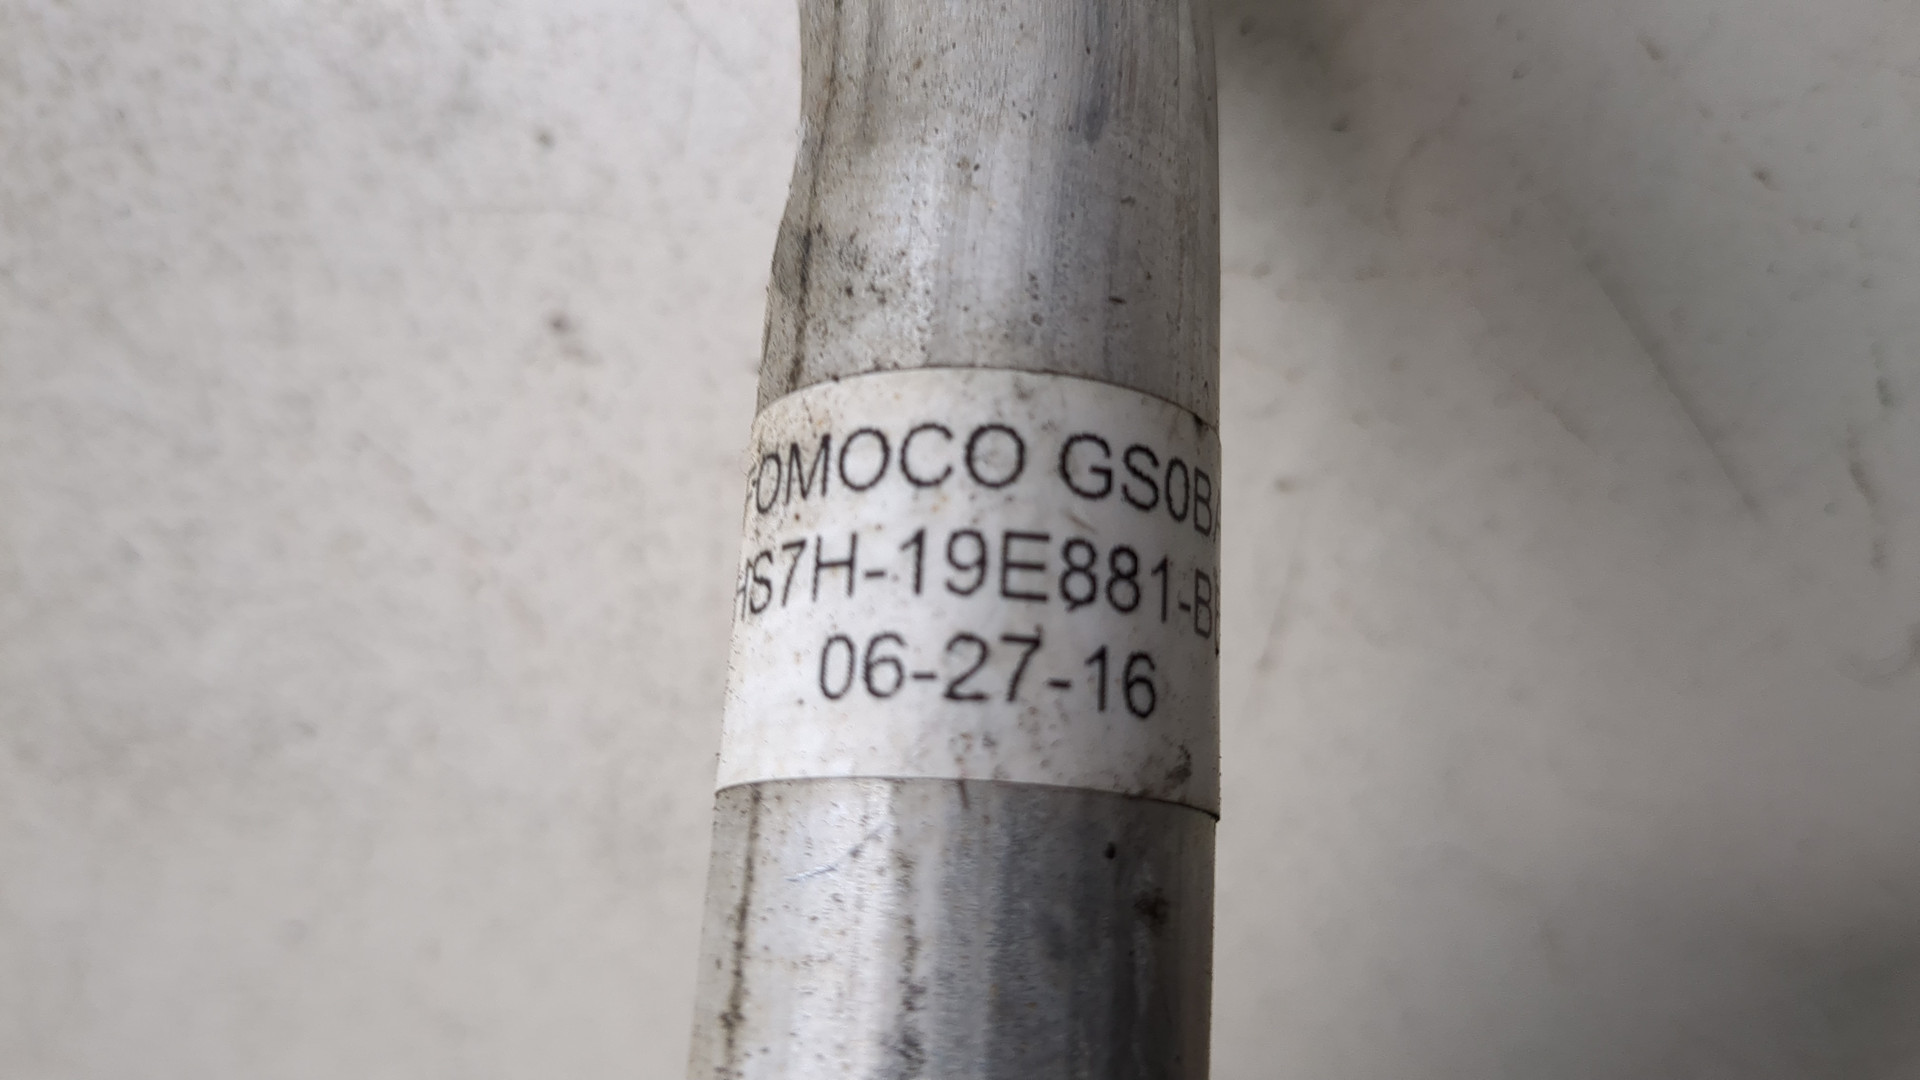 FOMOCO GS0BA
HS7H-19E881-B
06-27-16